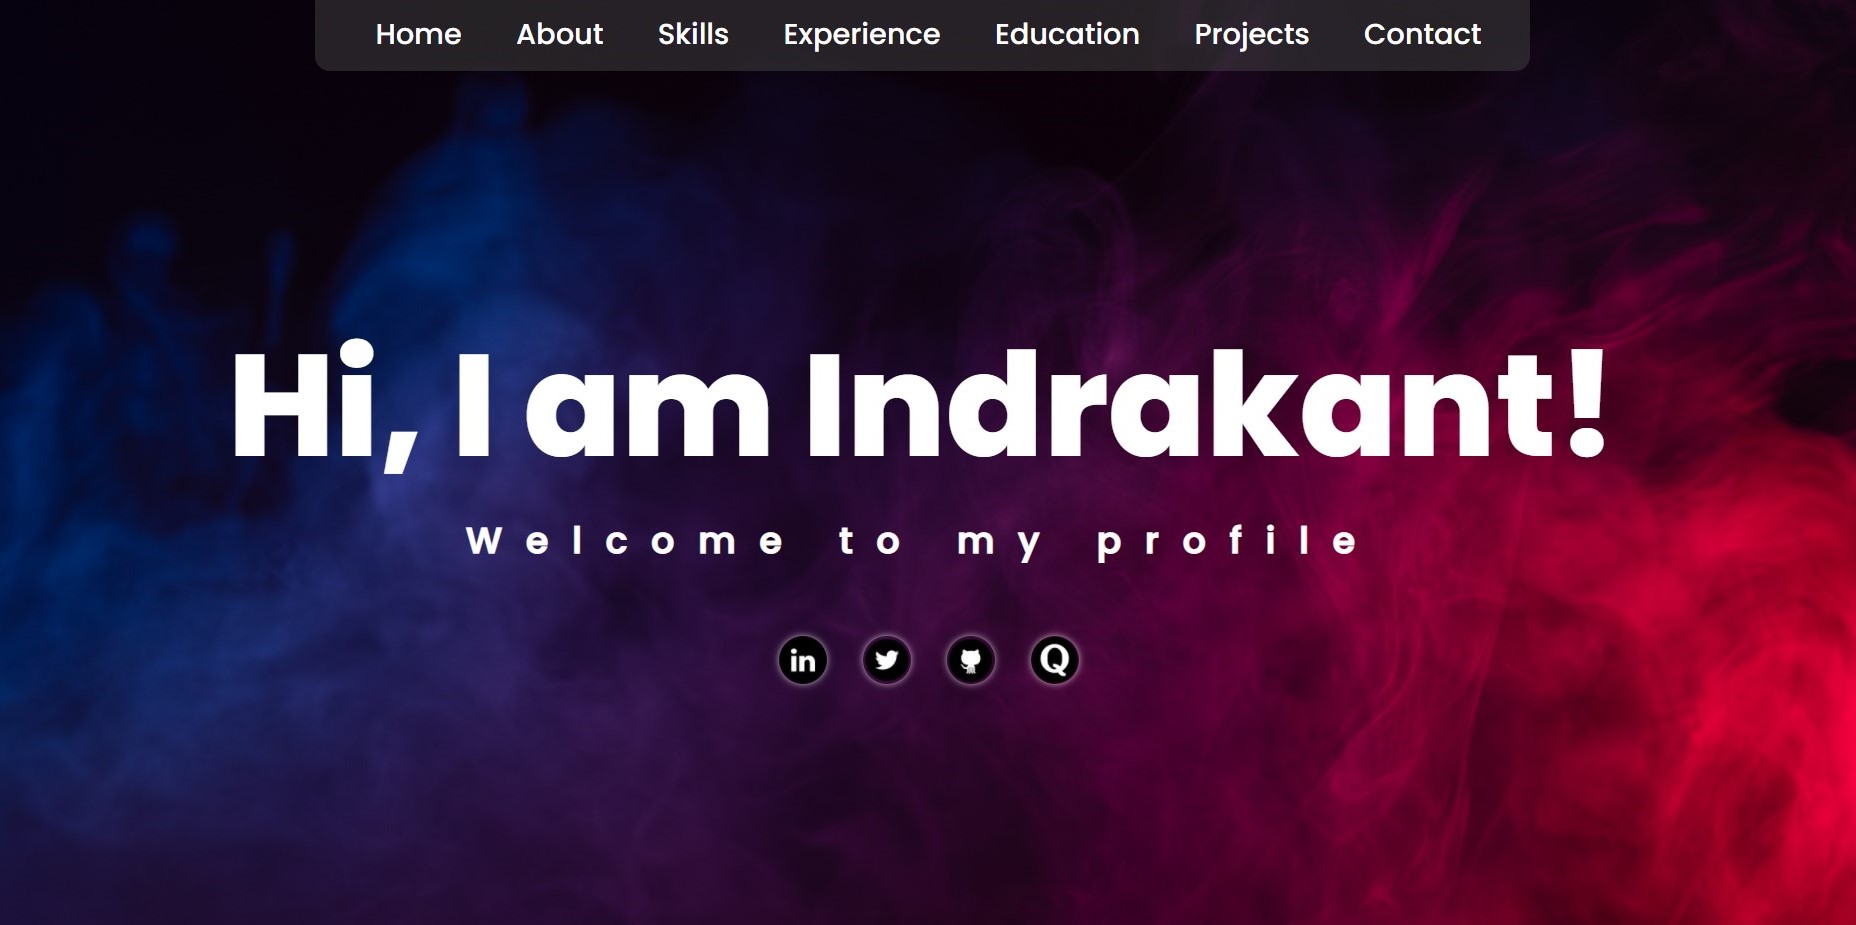 Home About Skills Experience Education Projects Contact
Hi, I am Indrakant!
Welcome to my profile
in
Q